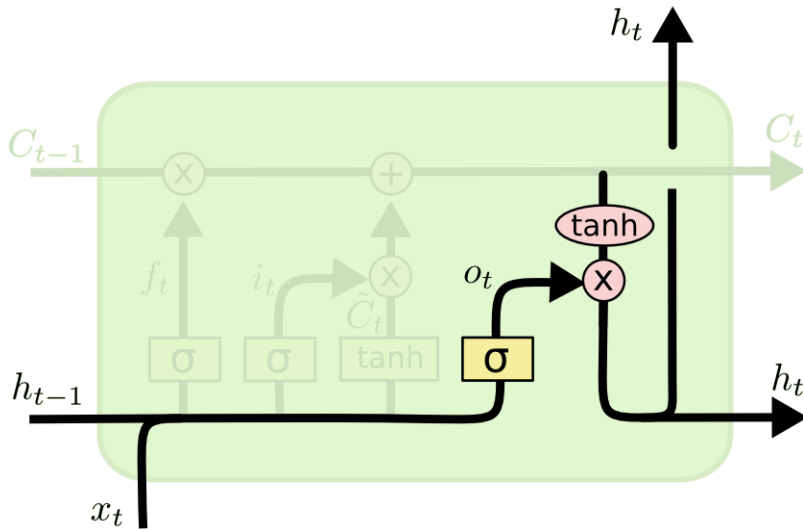 h_t
C_{t-1}
C_t
x
+
tanh
f_t
i_t
x
o_t
x
C̃_t
σ
σ
tanh
σ
h_{t-1}
h_t
x_t